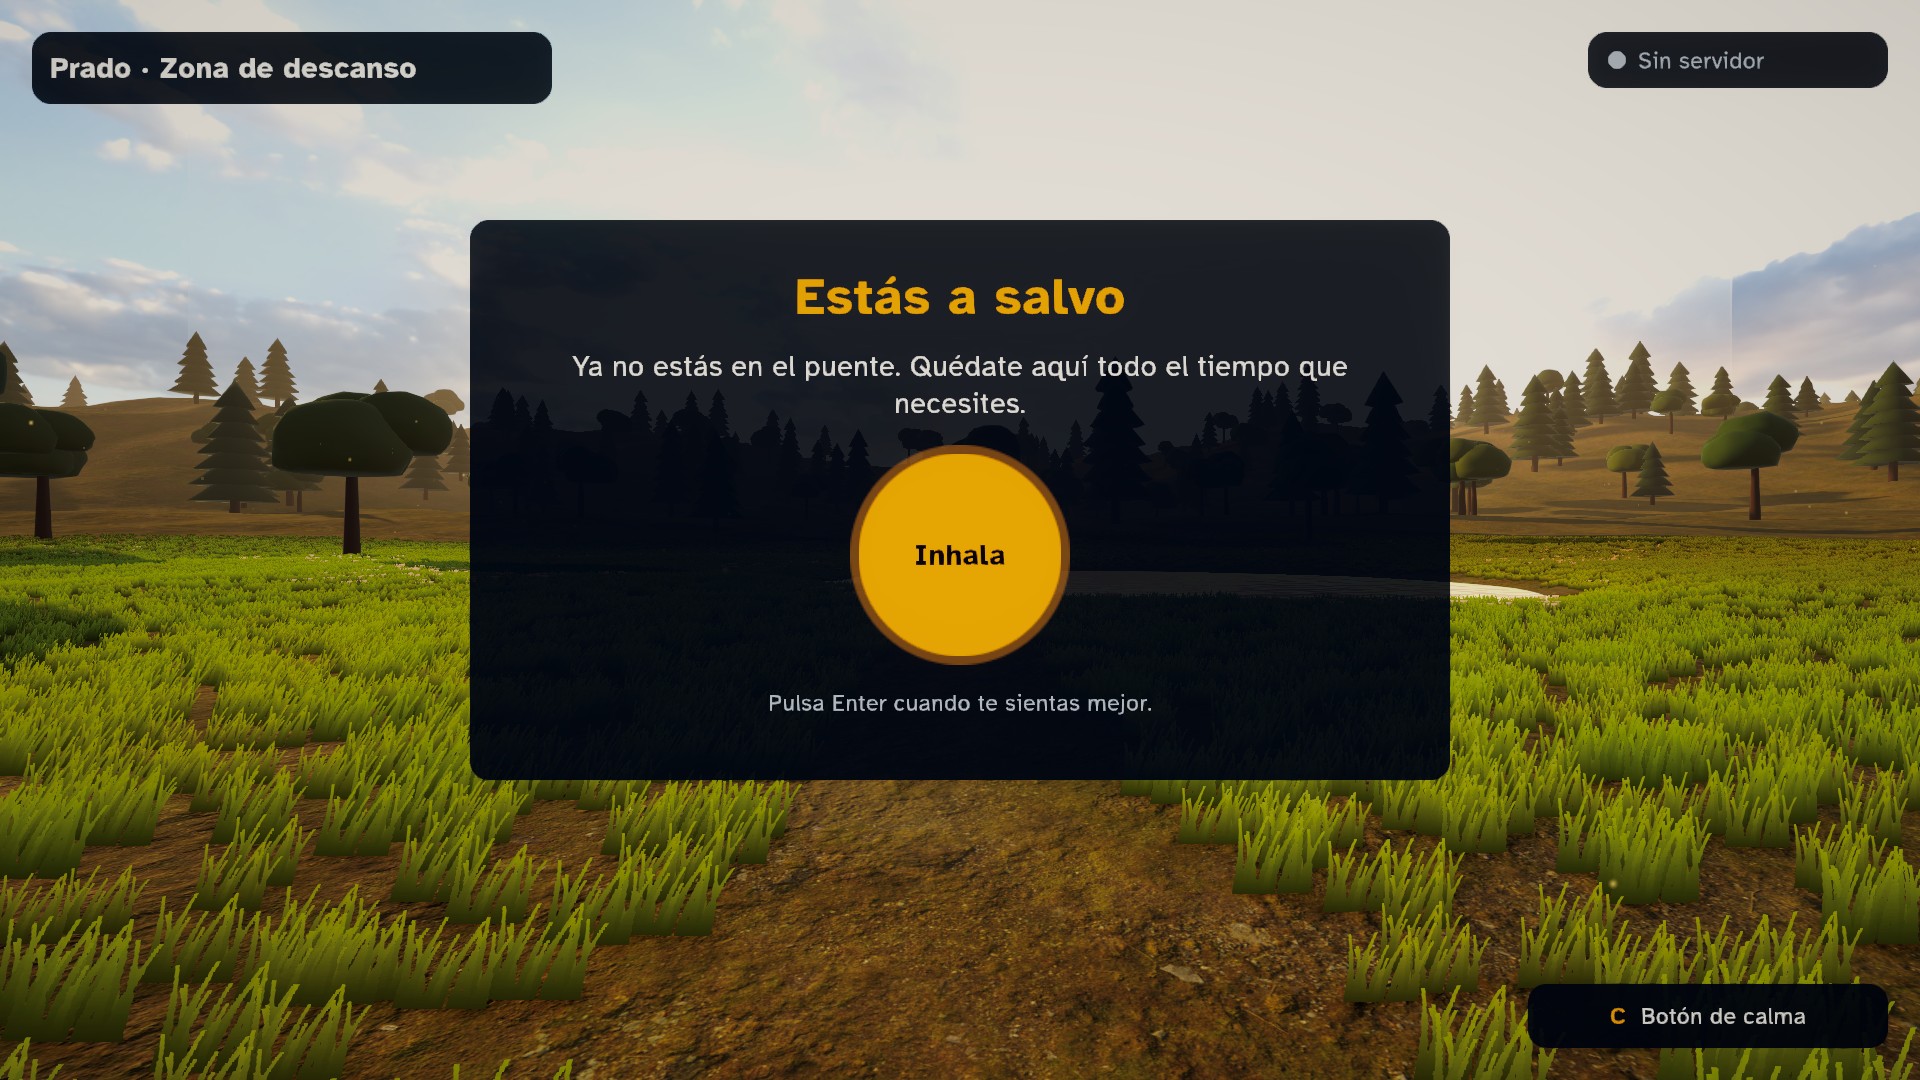 Prado · Zona de descanso
Sin servidor
Estás a salvo
Ya no estás en el puente. Quédate aquí todo el tiempo que
necesites.
Inhala
Pulsa Enter cuando te sientas mejor.
C Botón de calma